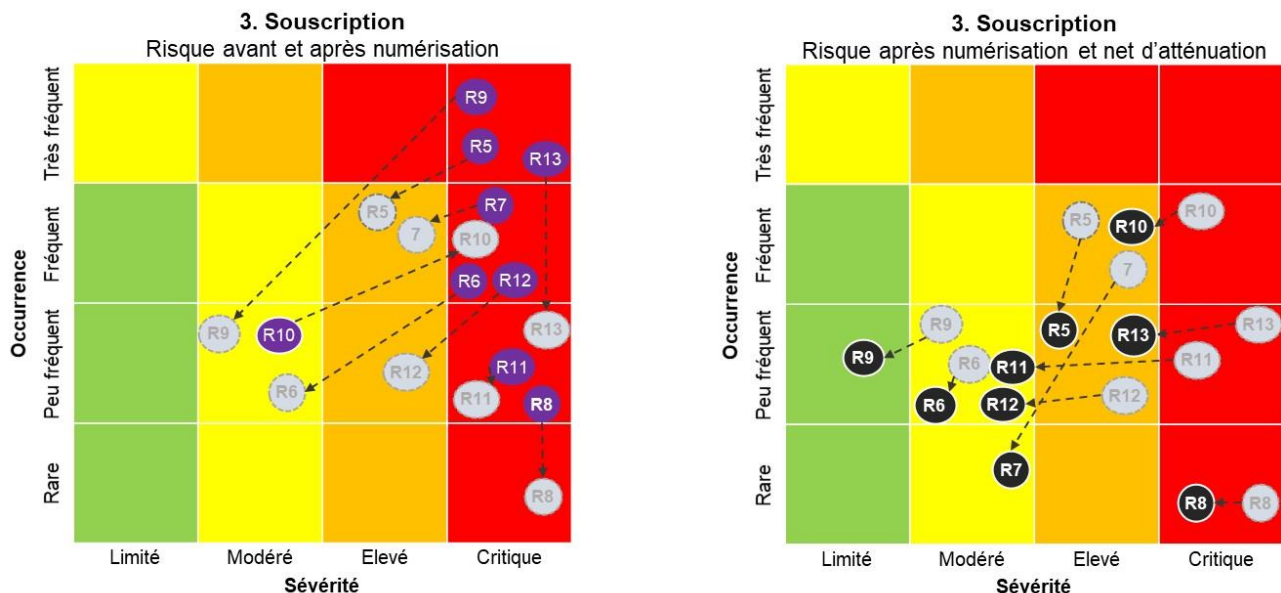 3. Souscription
Risque avant et après numérisation
Occurrence
Très fréquent
Fréquent
Peu fréquent
Rare
R9
R5
R13
R7
R5
7
R10
R6
R12
R9
R10
R13
R12
R11
R6
R11
R8
R8
Limité
Modéré
Elevé
Critique
Sévérité
3. Souscription
Risque après numérisation et net d’atténuation
Occurrence
Très fréquent
Fréquent
Peu fréquent
Rare
R5
R10
R10
7
R9
R5
R13
R13
R9
R6
R11
R11
R6
R12
R12
R7
R8
R8
Limité
Modéré
Elevé
Critique
Sévérité